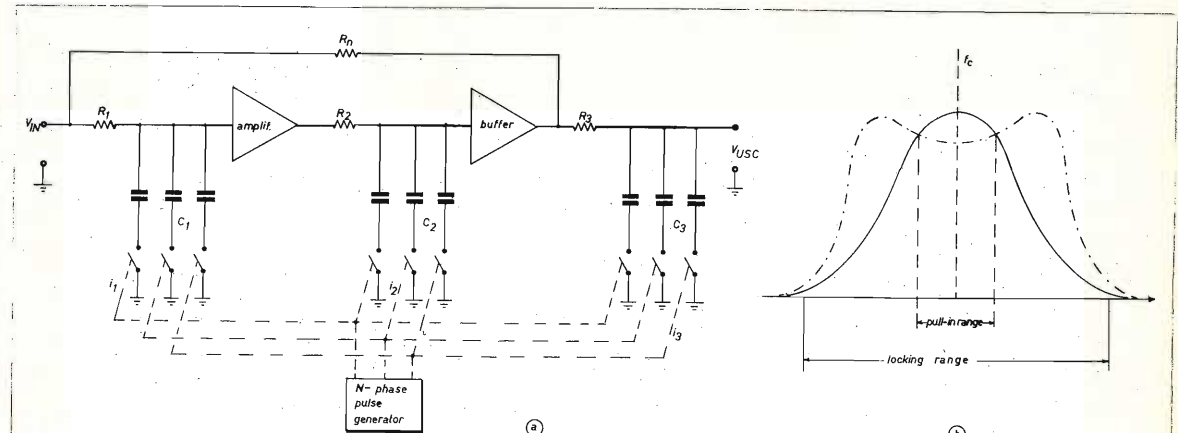 Rn
VIN
R1
amplif.
R2
buffer
R3
VUSC
C1
C2
C3
i1
i2
i3
N- phase
pulse
generator
a
fc
pull-in range
locking range